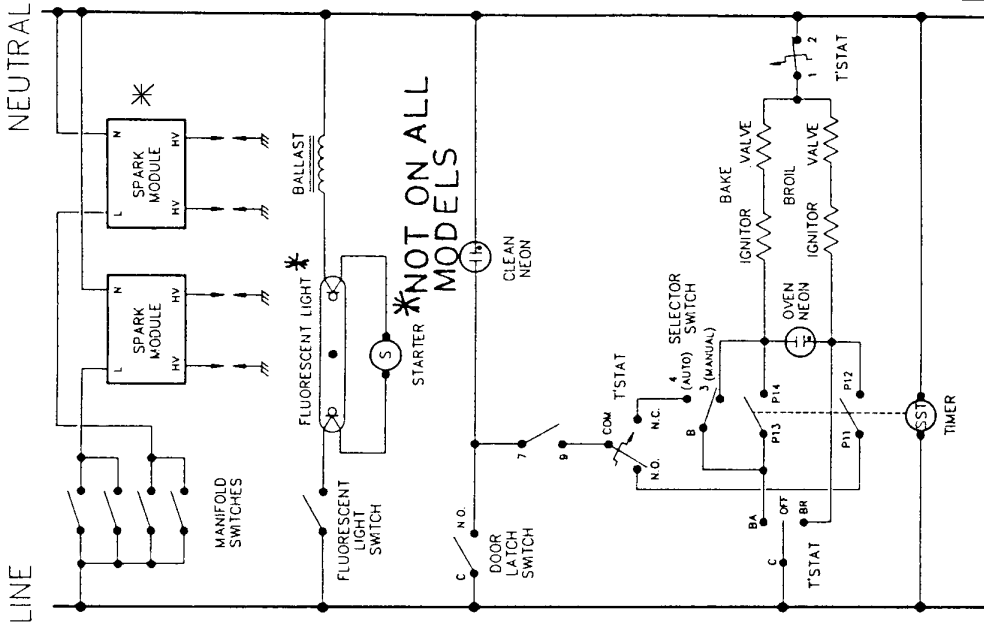 LINE
NEUTRAL
MANIFOLD
SWITCHES
L
N
SPARK
MODULE
HV
HV
L
N
SPARK
MODULE
HV
HV
*
FLUORESCENT
LIGHT
SWITCH
FLUORESCENT LIGHT *
S
STARTER
BALLAST
*NOT ON ALL
MODELS
C
N.O.
DOOR
LATCH
SWITCH
CLEAN
NEON
7
9
COM
T'STAT
N.O.
N.C.
4
(AUTO)
3
(MANUAL)
SELECTOR
SWITCH
B
P13
P14
P11
P12
OVEN
NEON
BAKE
IGNITOR
VALVE
BROIL
IGNITOR
VALVE
1
2
T'STAT
C
BA
OFF
BR
T'STAT
SST
TIMER